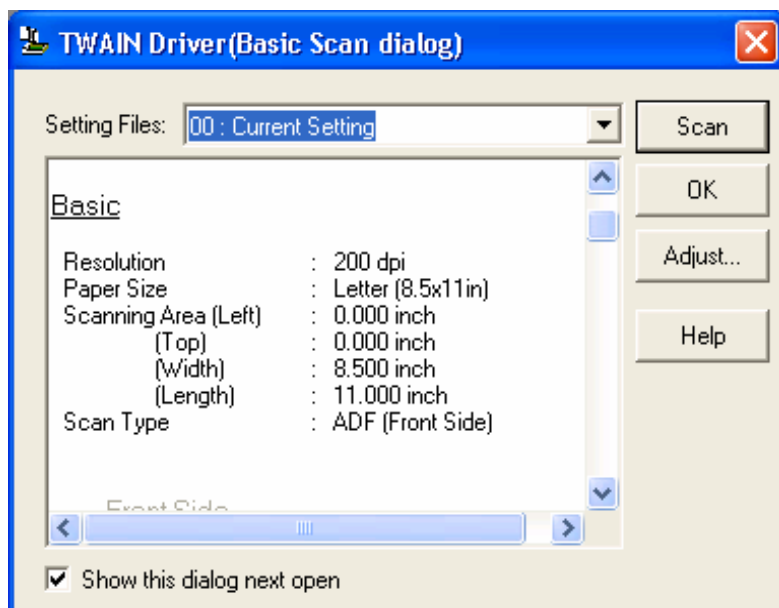 TWAIN Driver(Basic Scan dialog)
Setting Files: 00 : Current Setting
Scan
OK
Adjust...
Help
Basic
Resolution : 200 dpi
Paper Size : Letter (8.5x11in)
Scanning Area (Left) : 0.000 inch
(Top) : 0.000 inch
(Width) : 8.500 inch
(Length) : 11.000 inch
Scan Type : ADF (Front Side)
Front Side
Show this dialog next open